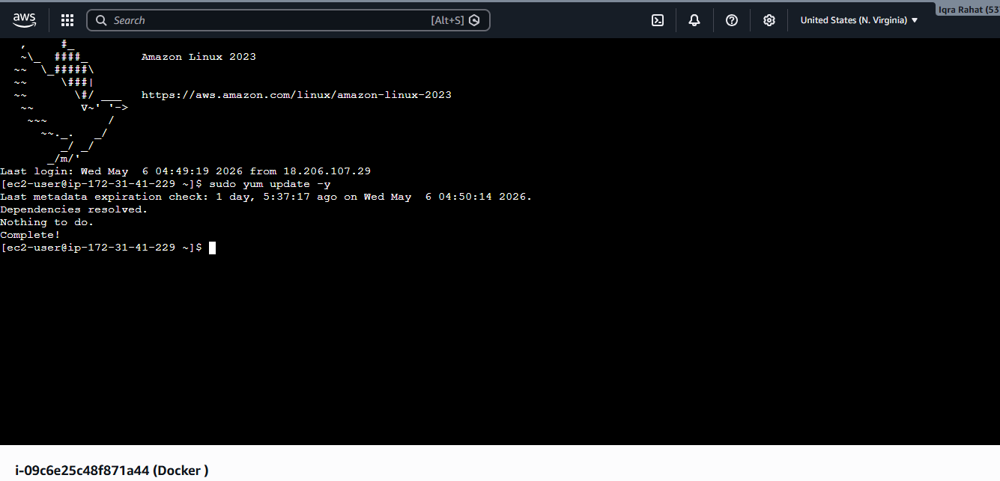 aws
Search [Alt+S]
United States (N. Virginia)
Iqra Rahat (53
   ,     #_
   ~\_  ####_        Amazon Linux 2023
  ~~  \_#####\
  ~~     \###|
  ~~       \#/ ___   https://aws.amazon.com/linux/amazon-linux-2023
   ~~       V~' '->
    ~~~         /
      ~~._.   _/
         _/ _/
       _/m/'
Last login: Wed May  6 04:49:19 2026 from 18.206.107.29
[ec2-user@ip-172-31-41-229 ~]$ sudo yum update -y
Last metadata expiration check: 1 day, 5:37:17 ago on Wed May  6 04:50:14 2026.
Dependencies resolved.
Nothing to do.
Complete!
[ec2-user@ip-172-31-41-229 ~]$
i-09c6e25c48f871a44 (Docker )